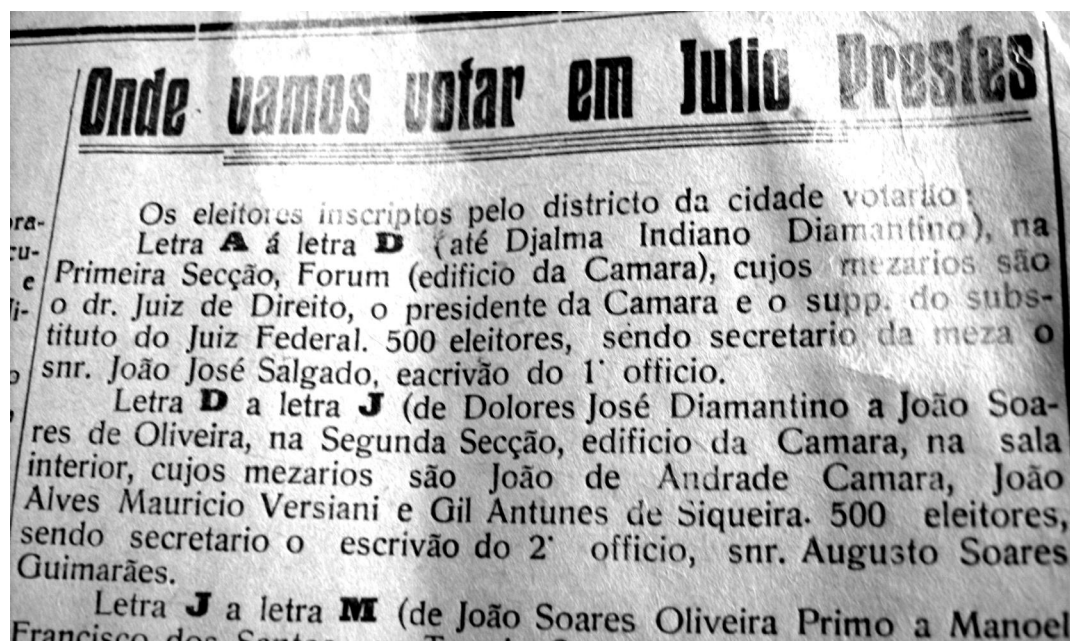 Onde vamos votar em Julio Prestes
Os eleitores inscriptos pelo districto da cidade votarão:
Letra A á letra D (até Djalma Indiano Diamantino), na
Primeira Secção, Forum (edificio da Camara), cujos mezarios são
o dr. Juiz de Direito, o presidente da Camara e o supp. do subs-
tituto do Juiz Federal. 500 eleitores, sendo secretario da meza o
snr. João José Salgado, eacrivão do 1· officio.
Letra D a letra J (de Dolores José Diamantino a João Soa-
res de Oliveira, na Segunda Secção, edificio da Camara, na sala
interior, cujos mezarios são João de Andrade Camara, João
Alves Mauricio Versiani e Gil Antunes de Siqueira. 500 eleitores,
sendo secretario o escrivão do 2· officio, snr. Augusto Soares
Guimarães.
Letra J a letra M (de João Soares Oliveira Primo a Manoel
Francisco dos Santos